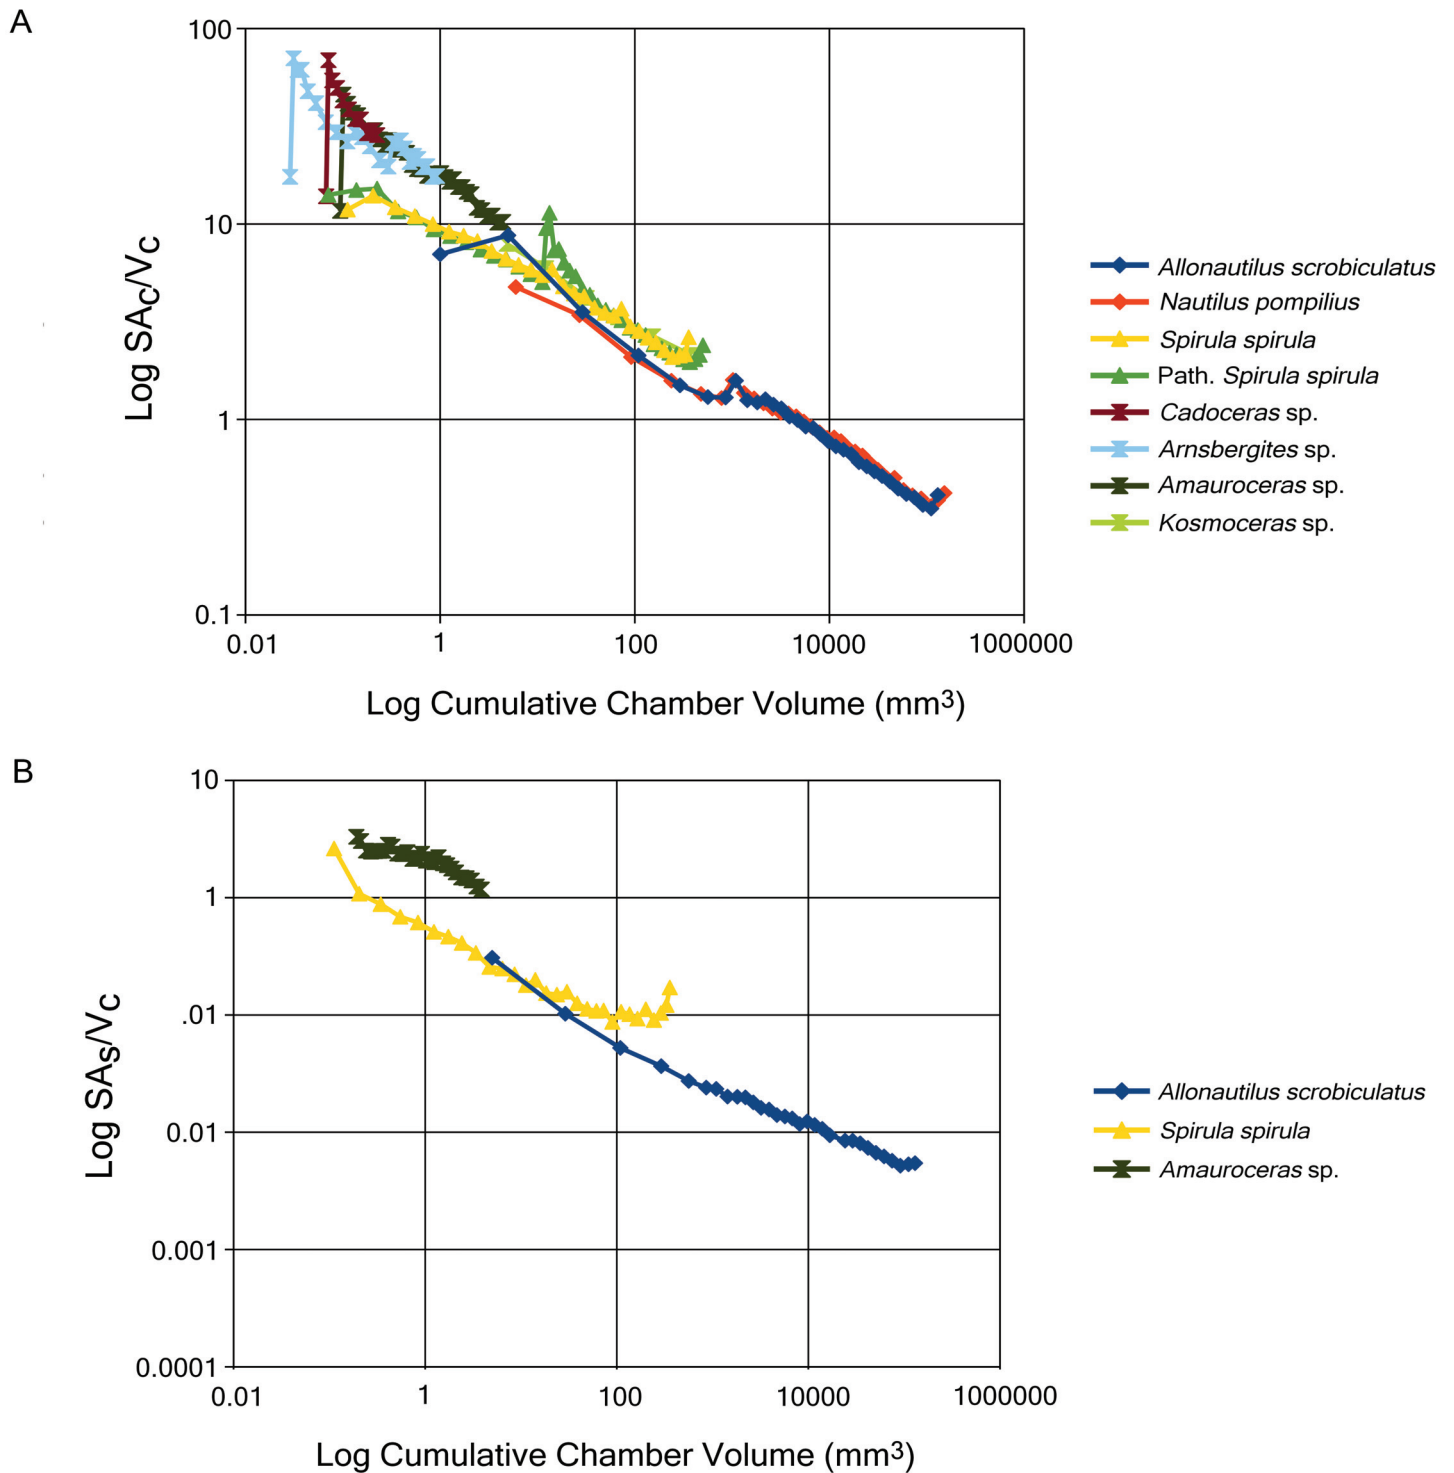 A
100
10
1
0.1
Log SAc/Vc
0.01 1 100 10000 1000000
Log Cumulative Chamber Volume (mm3)
Allonautilus scrobiculatus
Nautilus pompilius
Spirula spirula
Path. Spirula spirula
Cadoceras sp.
Arnsbergites sp.
Amauroceras sp.
Kosmoceras sp.
B
10
1
.01
0.01
0.001
0.0001
Log SAs/Vc
0.01 1 100 10000 1000000
Log Cumulative Chamber Volume (mm3)
Allonautilus scrobiculatus
Spirula spirula
Amauroceras sp.